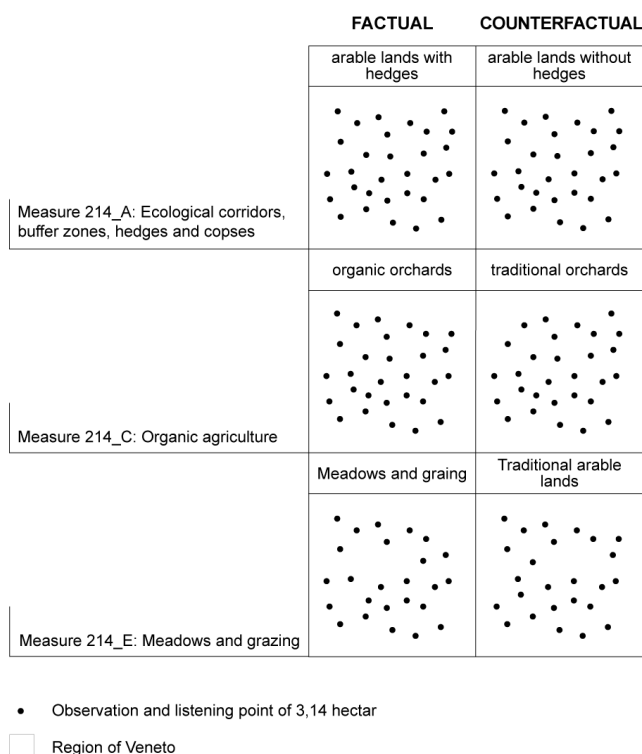 FACTUAL COUNTERFACTUAL
arable lands with
hedges
arable lands without
hedges
Measure 214_A: Ecological corridors,
buffer zones, hedges and copses
organic orchards
traditional orchards
Measure 214_C: Organic agriculture
Meadows and graing
Traditional arable
lands
Measure 214_E: Meadows and grazing
Observation and listening point of 3,14 hectar
Region of Veneto